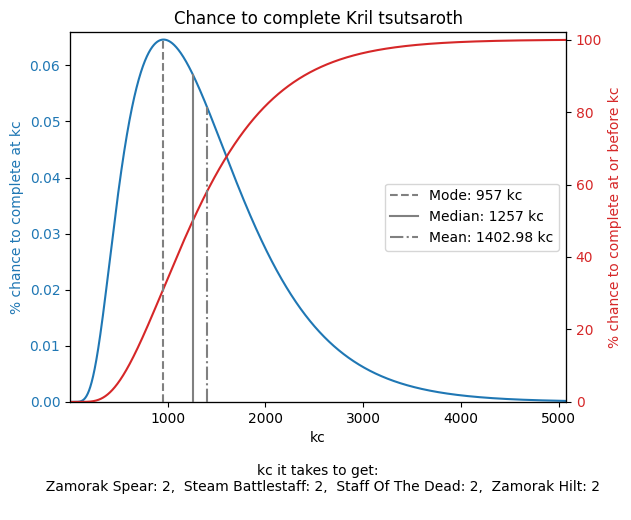 Chance to complete Kril tsutsaroth
% chance to complete at kc
0.06
0.05
0.04
0.03
0.02
0.01
0.00
Mode: 957 kc
Median: 1257 kc
Mean: 1402.98 kc
100
80
60
40
20
0
% chance to complete at or before kc
1000 2000 3000 4000 5000
kc
kc it takes to get:
Zamorak Spear: 2,  Steam Battlestaff: 2,  Staff Of The Dead: 2,  Zamorak Hilt: 2